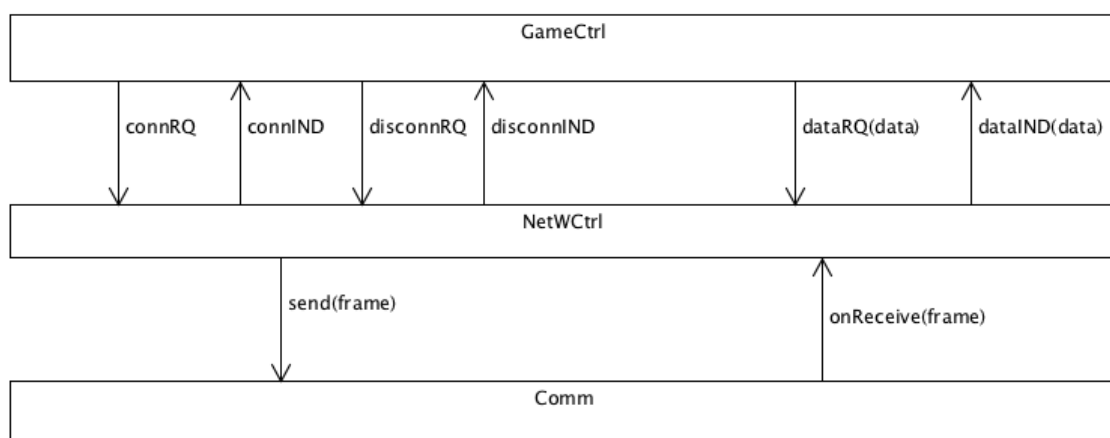 GameCtrl
connRQ
connIND
disconnRQ
disconnIND
dataRQ(data)
dataIND(data)
NetWCtrl
send(frame)
onReceive(frame)
Comm